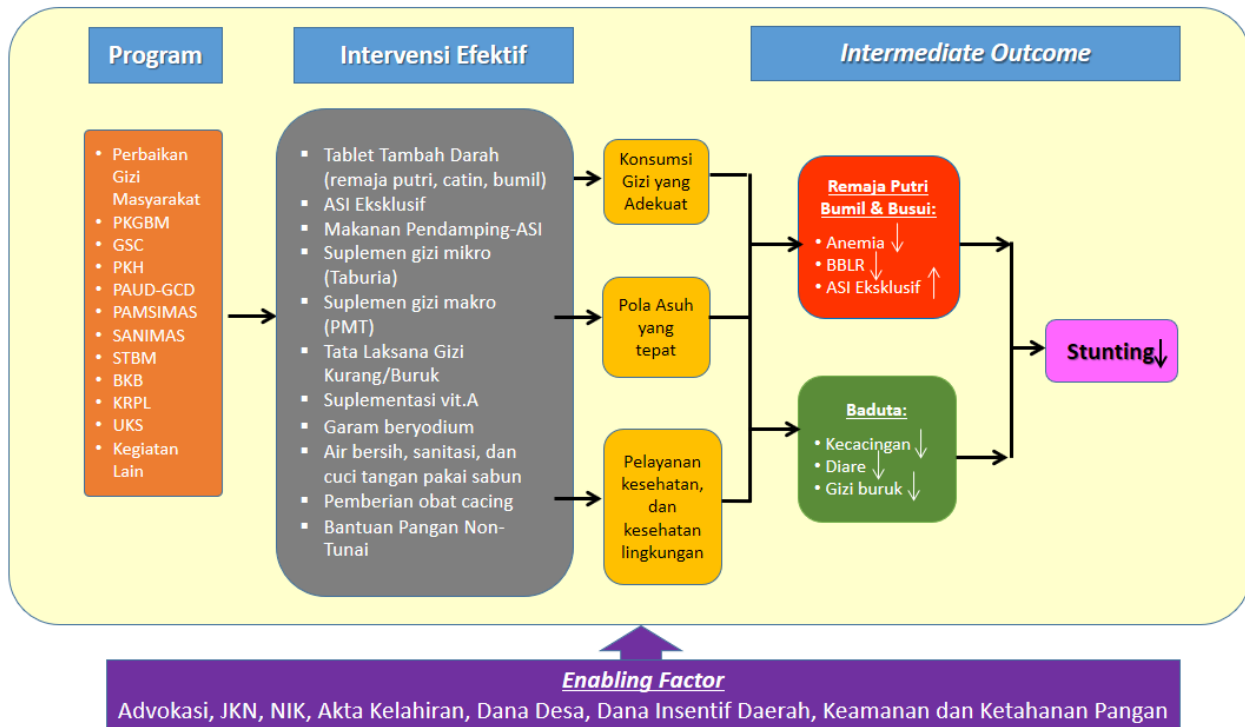 Program
Intervensi Efektif
Intermediate Outcome
• Perbaikan
Gizi
Masyarakat
• PKGBM
• GSC
• PKH
• PAUD-GCD
• PAMSIMAS
• SANIMAS
• STBM
• BKB
• KRPL
• UKS
• Kegiatan
Lain
▪ Tablet Tambah Darah
(remaja putri, catin, bumil)
▪ ASI Eksklusif
▪ Makanan Pendamping-ASI
▪ Suplemen gizi mikro
(Taburia)
▪ Suplemen gizi makro
(PMT)
▪ Tata Laksana Gizi
Kurang/Buruk
▪ Suplementasi vit.A
▪ Garam beryodium
▪ Air bersih, sanitasi, dan
cuci tangan pakai sabun
▪ Pemberian obat cacing
▪ Bantuan Pangan Non-
Tunai
Konsumsi
Gizi yang
Adekuat
Pola Asuh
yang
tepat
Pelayanan
kesehatan,
dan
kesehatan
lingkungan
Remaja Putri
Bumil & Busui:
• Anemia ↓
• BBLR ↓
• ASI Eksklusif ↑
Baduta:
• Kecacingan ↓
• Diare ↓
• Gizi buruk ↓
Stunting↓
Enabling Factor
Advokasi, JKN, NIK, Akta Kelahiran, Dana Desa, Dana Insentif Daerah, Keamanan dan Ketahanan Pangan